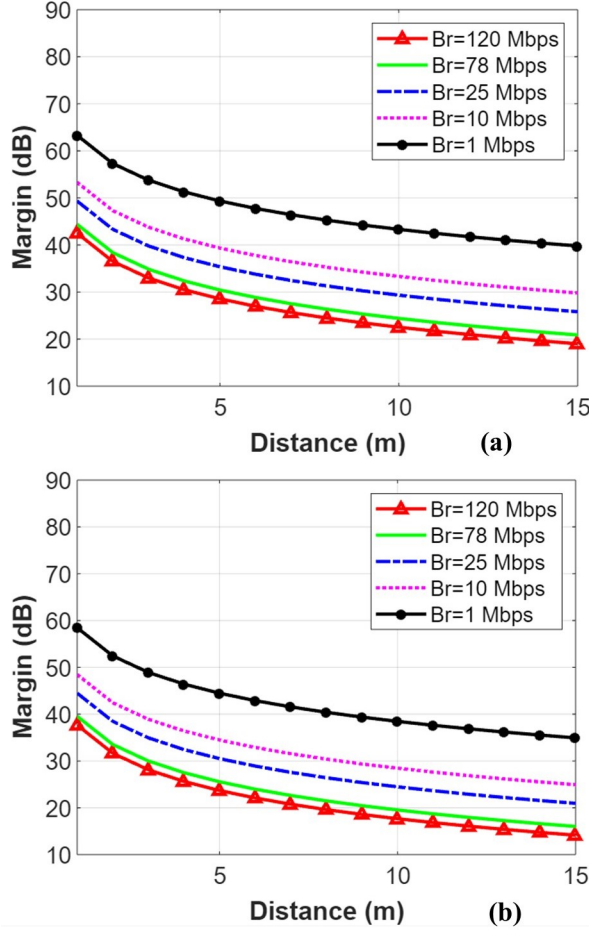 90
80
70
60
50
40
30
20
10
Margin (dB)
Br=120 Mbps
Br=78 Mbps
Br=25 Mbps
Br=10 Mbps
Br=1 Mbps
5 10 15
Distance (m) (a)
90
80
70
60
50
40
30
20
10
Margin (dB)
Br=120 Mbps
Br=78 Mbps
Br=25 Mbps
Br=10 Mbps
Br=1 Mbps
5 10 15
Distance (m) (b)